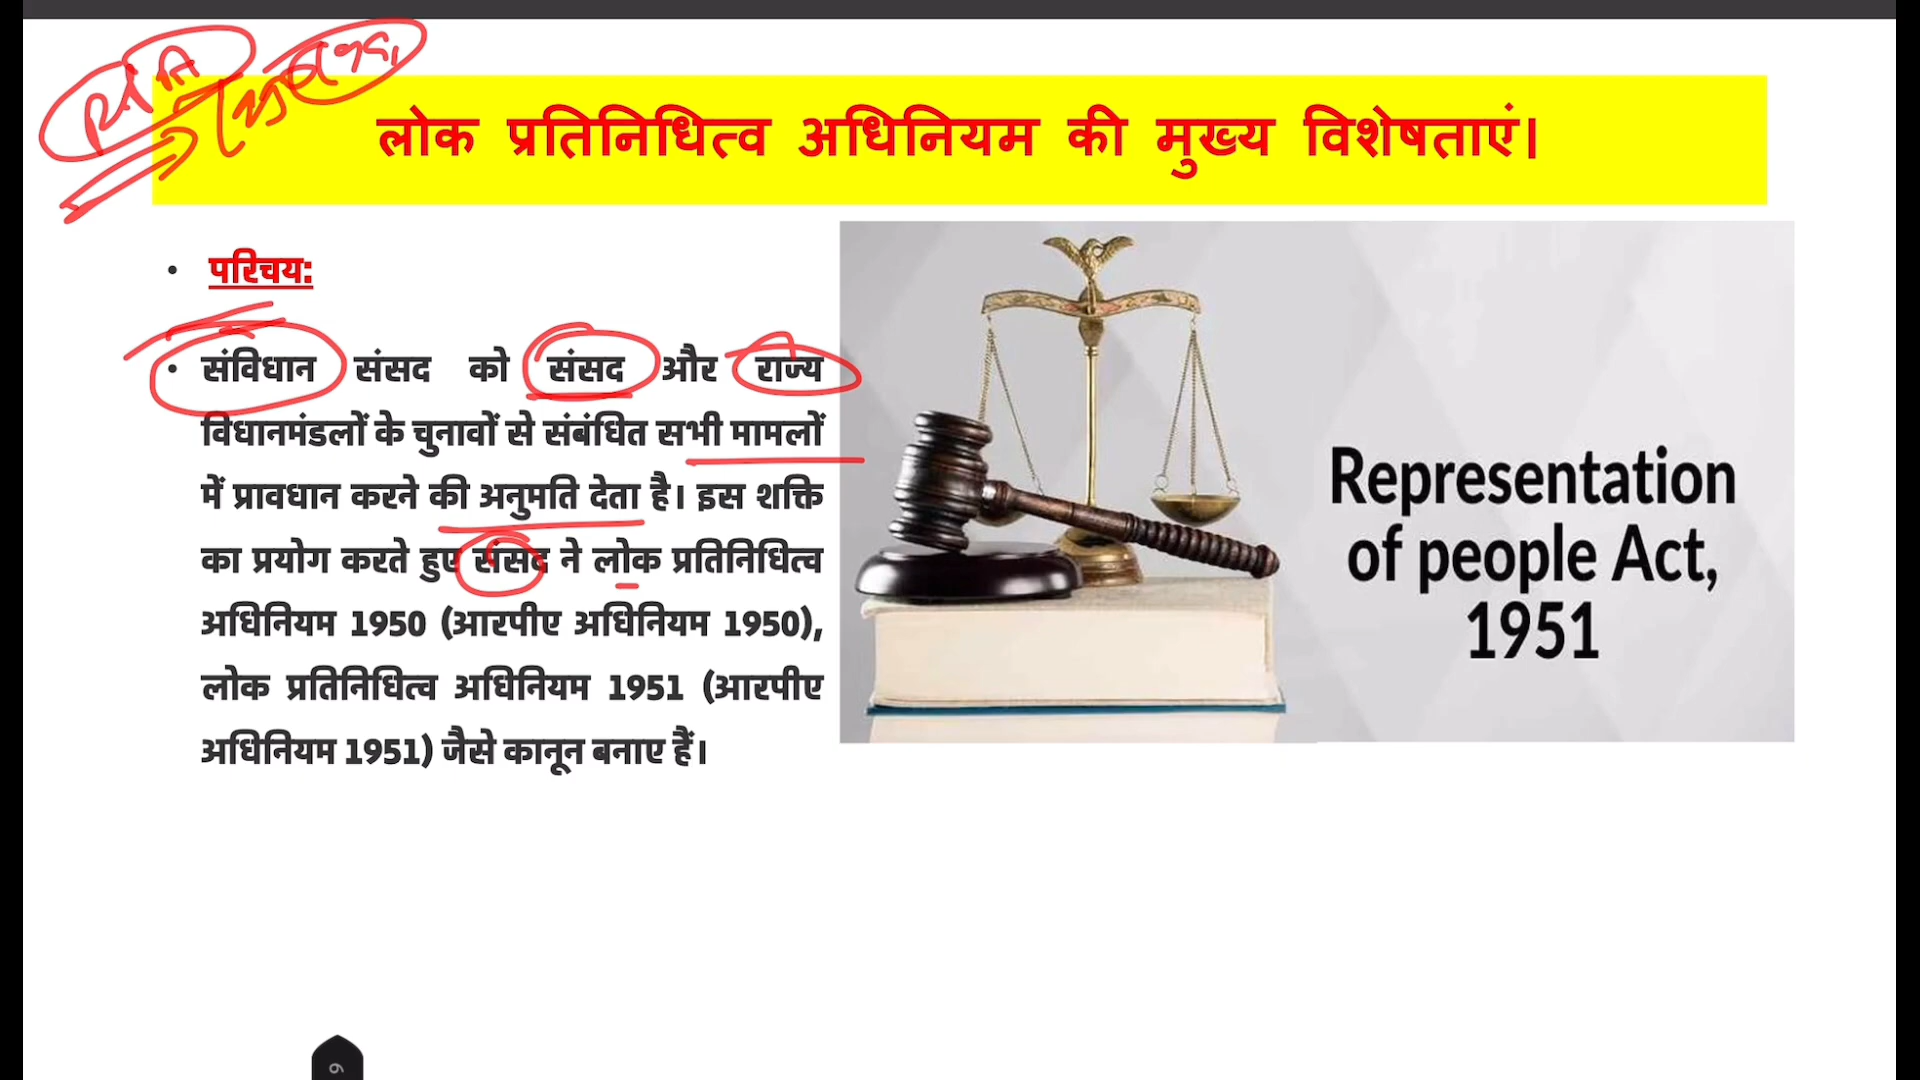 लोक प्रतिनिधित्व अधिनियम की मुख्य विशेषताएं।
• परिचय:
• संविधान संसद को संसद और राज्य
विधानमंडलों के चुनावों से संबंधित सभी मामलों
में प्रावधान करने की अनुमति देता है। इस शक्ति
का प्रयोग करते हुए संसद ने लोक प्रतिनिधित्व
अधिनियम 1950 (आरपीए अधिनियम 1950),
लोक प्रतिनिधित्व अधिनियम 1951 (आरपीए
अधिनियम 1951) जैसे कानून बनाए हैं।
Representation
of people Act,
1951